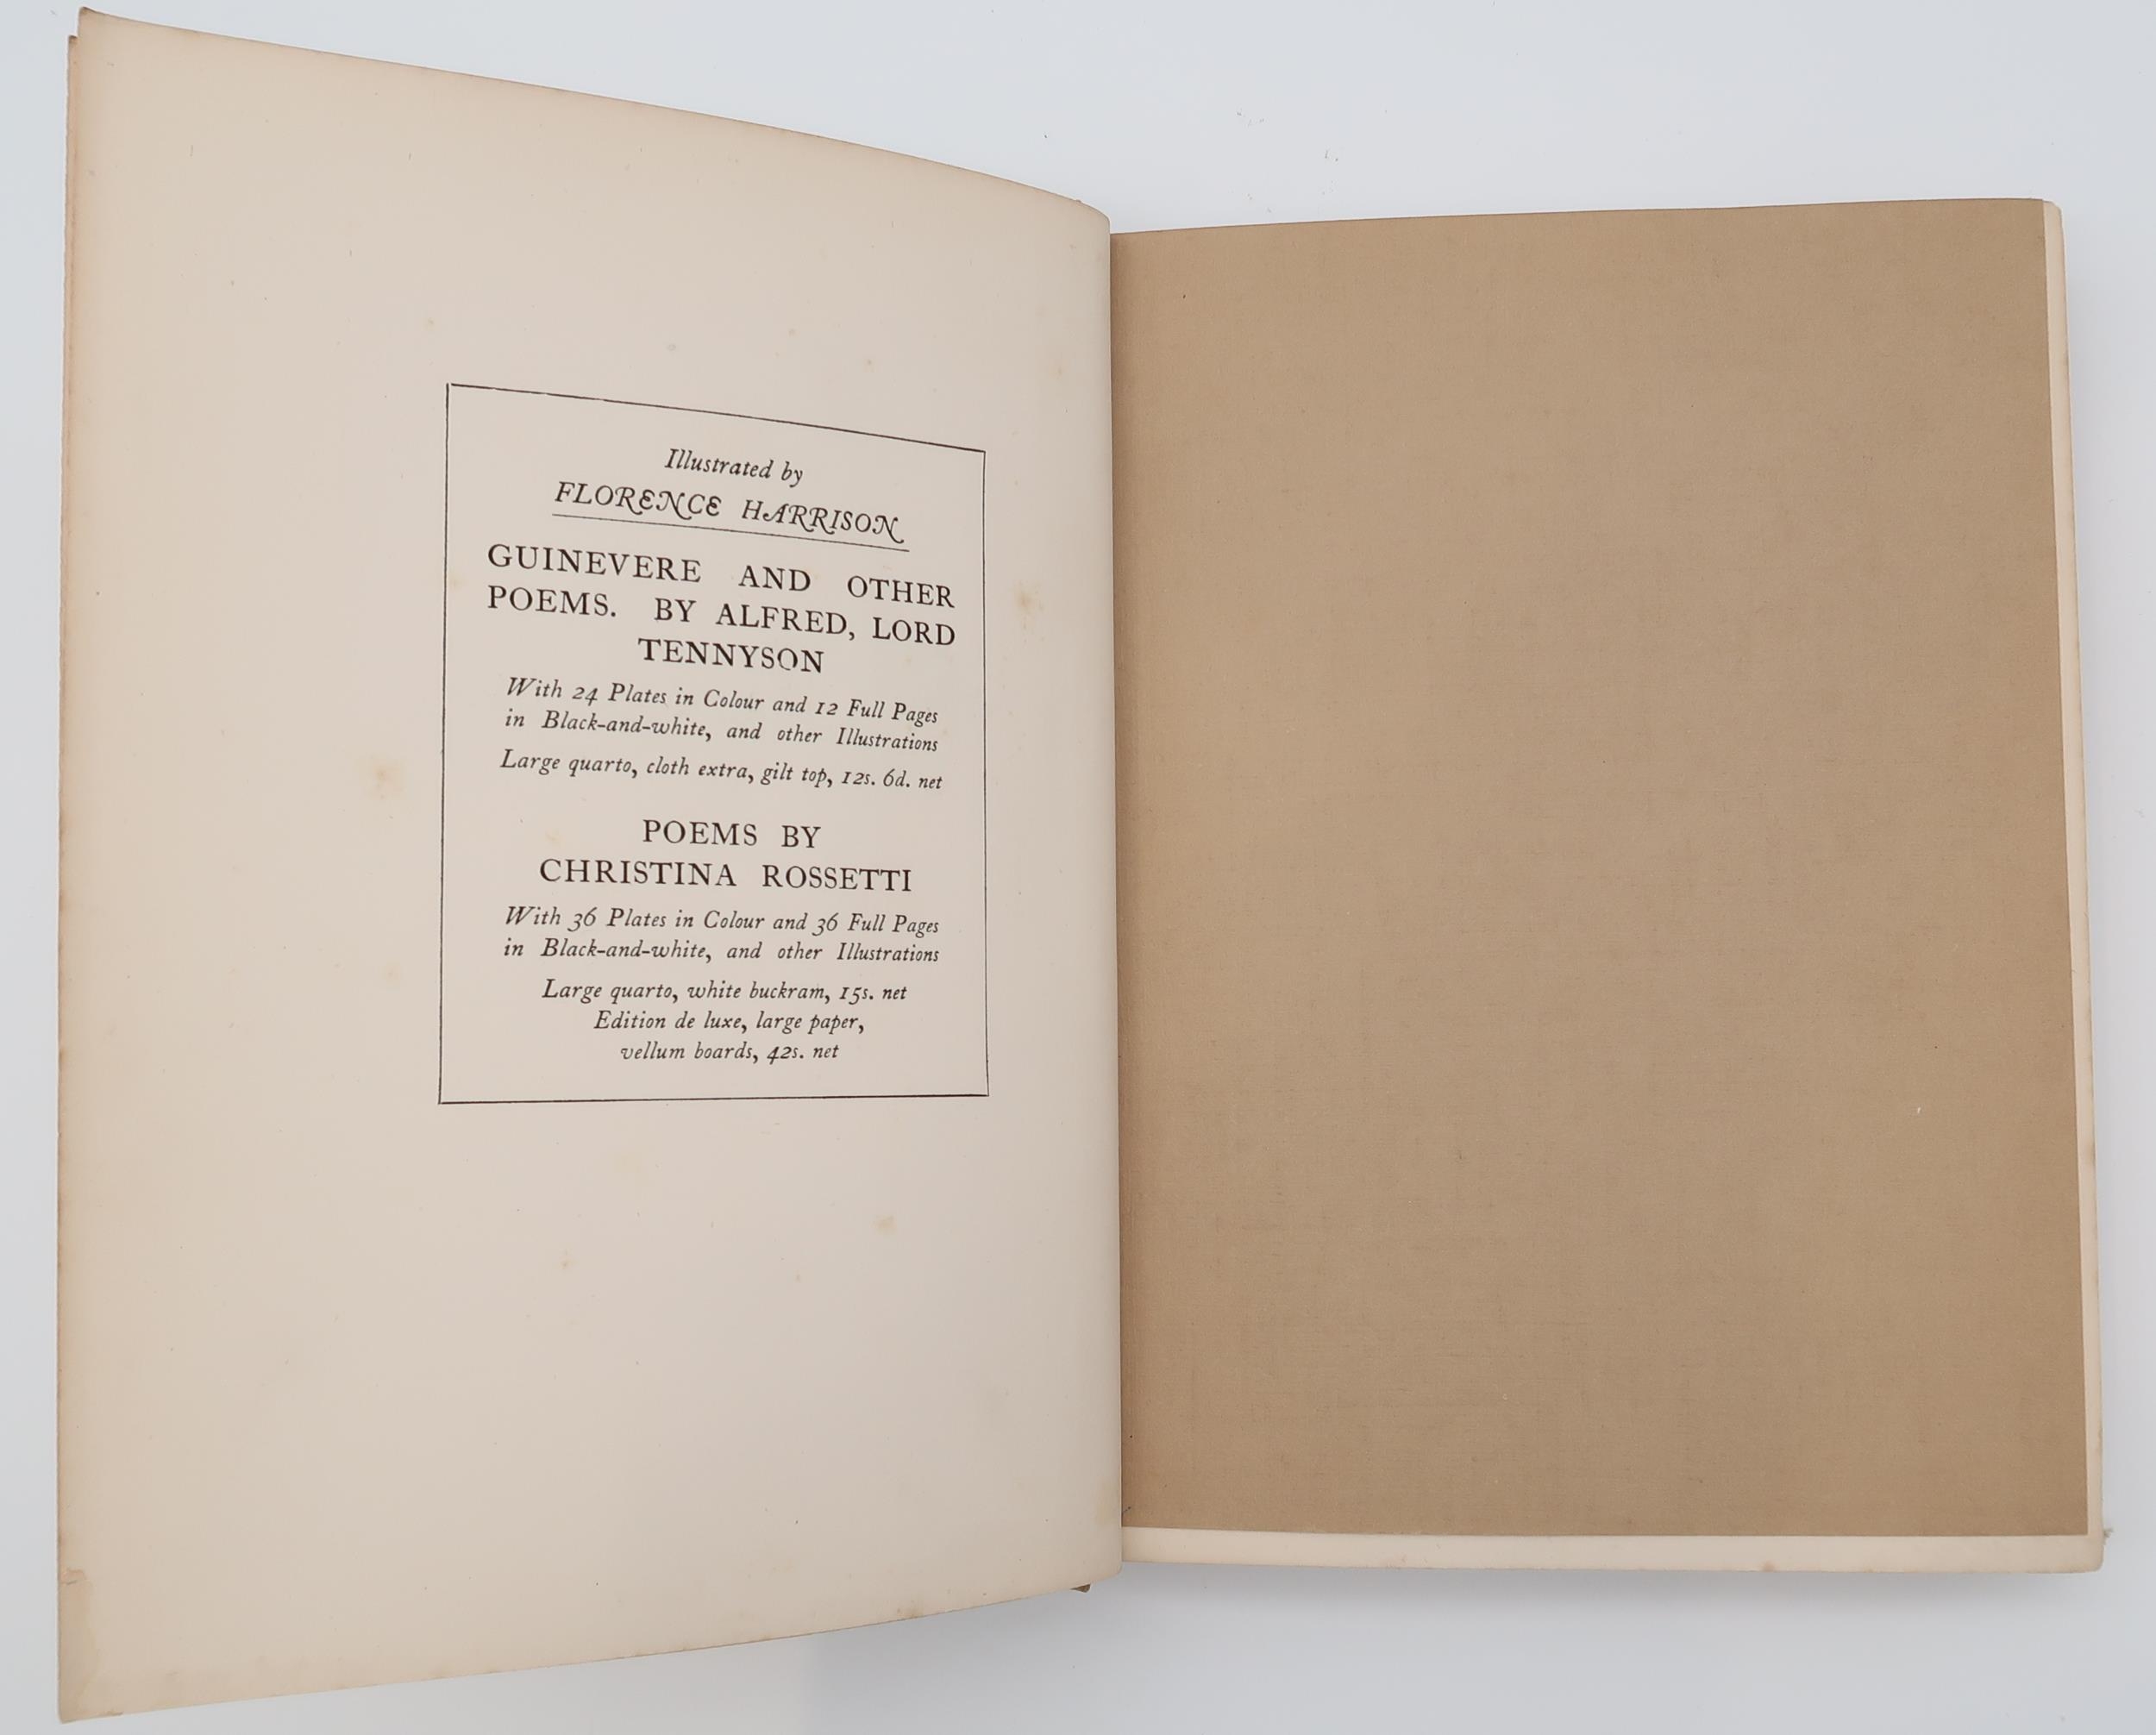 Illustrated by
FLORENCE HARRISON
GUINEVERE AND OTHER
POEMS. BY ALFRED, LORD
TENNYSON
With 24 Plates in Colour and 12 Full Pages
in Black-and-white, and other Illustrations
Large quarto, cloth extra, gilt top, 12s. 6d. net
POEMS BY
CHRISTINA ROSSETTI
With 36 Plates in Colour and 36 Full Pages
in Black-and-white, and other Illustrations
Large quarto, white buckram, 15s. net
Edition de luxe, large paper,
vellum boards, 42s. net